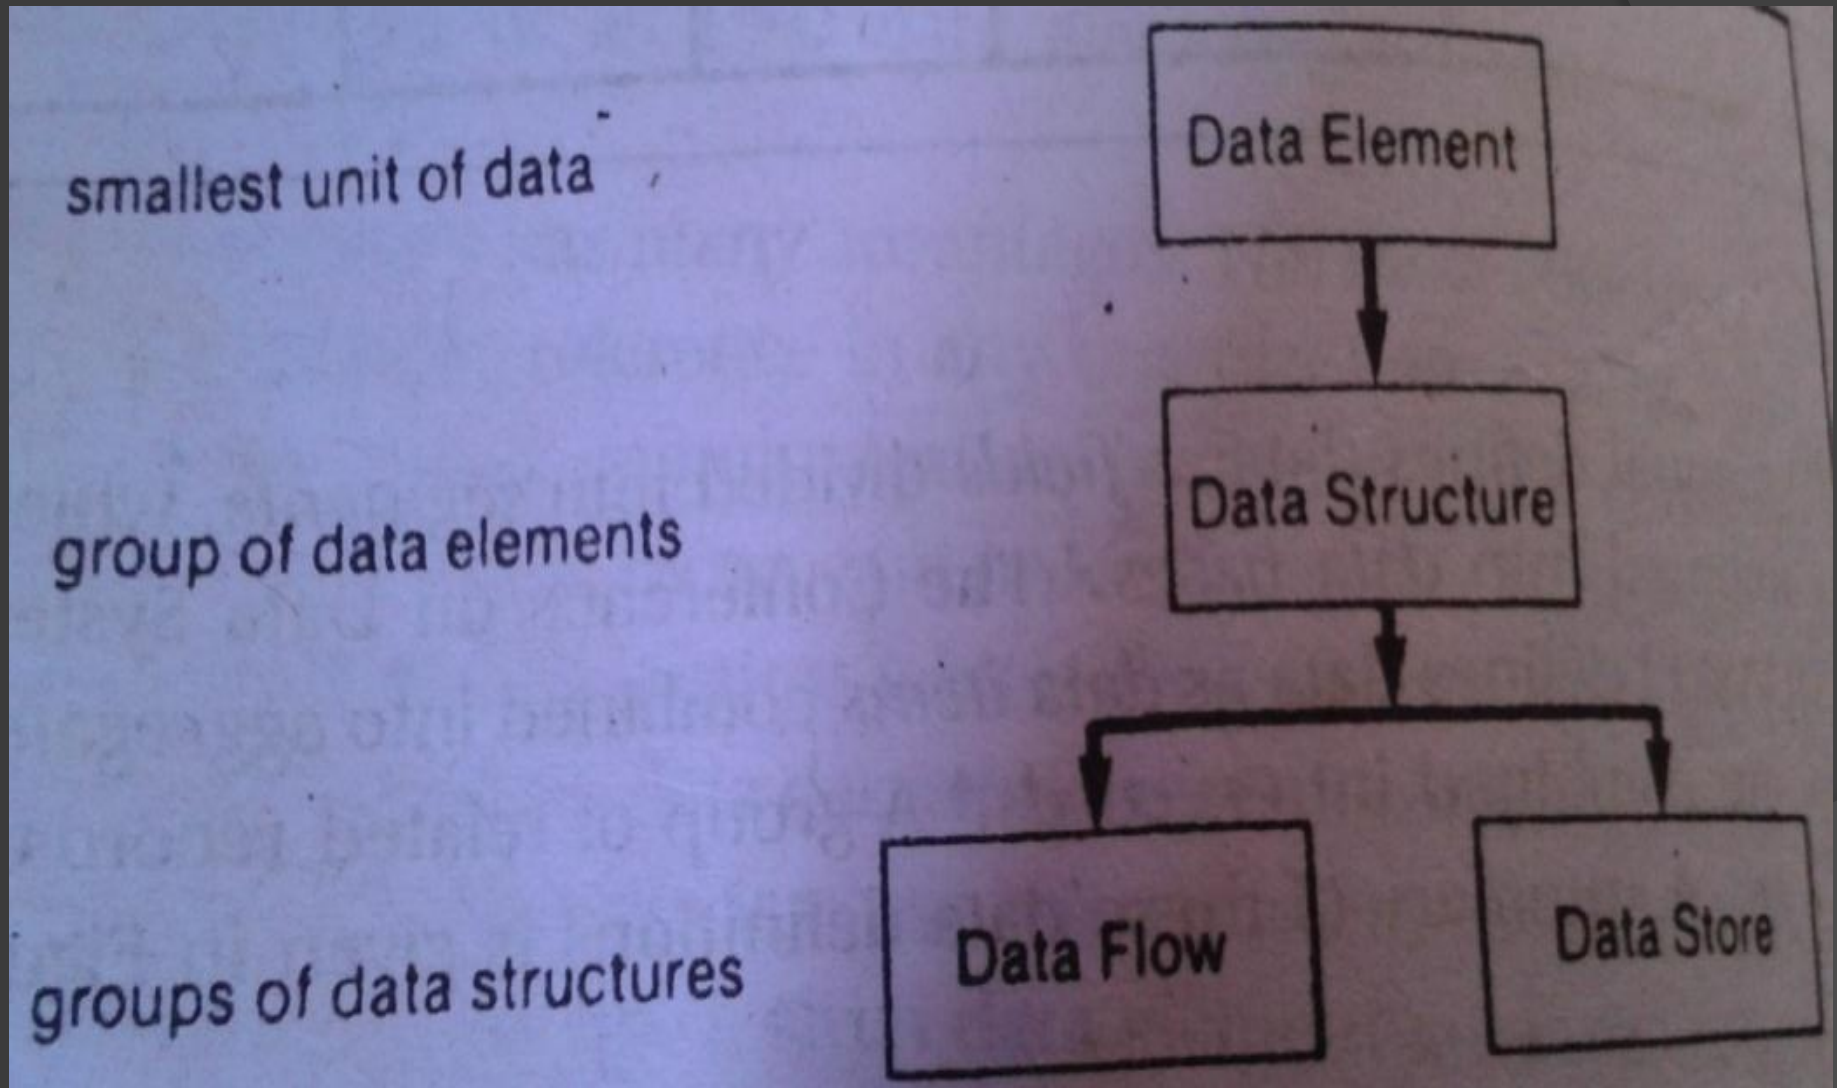 smallest unit of data
Data Element
group of data elements
Data Structure
groups of data structures
Data Flow
Data Store